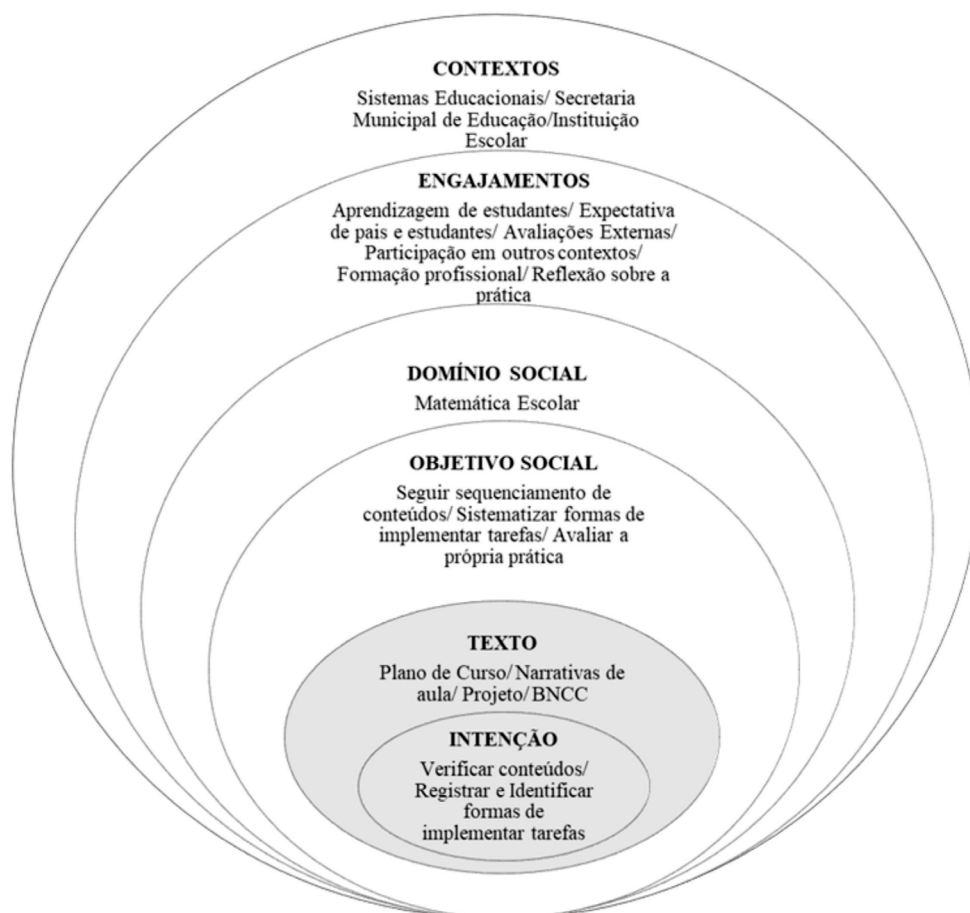 CONTEXTOS
Sistemas Educacionais/ Secretaria
Municipal de Educação/Instituição
Escolar
ENGAJAMENTOS
Aprendizagem de estudantes/ Expectativa
de pais e estudantes/ Avaliações Externas/
Participação em outros contextos/
Formação profissional/ Reflexão sobre a
prática
DOMÍNIO SOCIAL
Matemática Escolar
OBJETIVO SOCIAL
Seguir sequenciamento de
conteúdos/ Sistematizar formas de
implementar tarefas/ Avaliar a
própria prática
TEXTO
Plano de Curso/ Narrativas de
aula/ Projeto/ BNCC
INTENÇÃO
Verificar conteúdos/
Registrar e Identificar
formas de
implementar tarefas